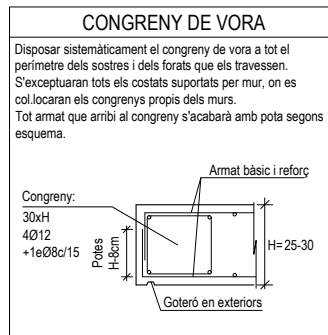 CONGRENY DE VORA
Disposar sistemàticament el congreny de vora a tot el
perímetre dels sostres i dels forats que els travessen.
S'exceptuaran tots els costats suportats per mur, on es
col.locaran els congrenys propis dels murs.
Tot armat que arribi al congreny s'acabarà amb pota segons
esquema.
Armat bàsic i reforç
Congreny:
30xH
4Ø12
+1eØ8c/15
Potes
H-8cm
H=25-30
Goteró en exteriors